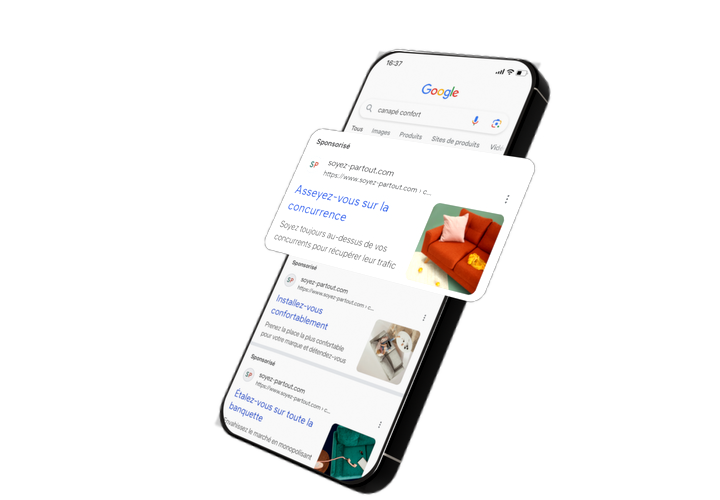 16:37
Google
canapé confort
Tous Images Produits Sites de produits
Sponsorisé
SP soyez-partout.com
https://www.soyez-partout.com › c...
Asseyez-vous sur la
concurrence
Soyez toujours au-dessus de vos
concurrents pour récupérer leur trafic
Sponsorisé
SP soyez-partout.com
https://www.soyez-partout.com › c...
Installez-vous
confortablement
Prenez la place la plus confortable
pour votre marque et détendez-vous
Sponsorisé
SP soyez-partout.com
https://www.soyez-partout.com › c...
Étalez-vous sur toute la
banquette
Envahissez le marché en monopolisant